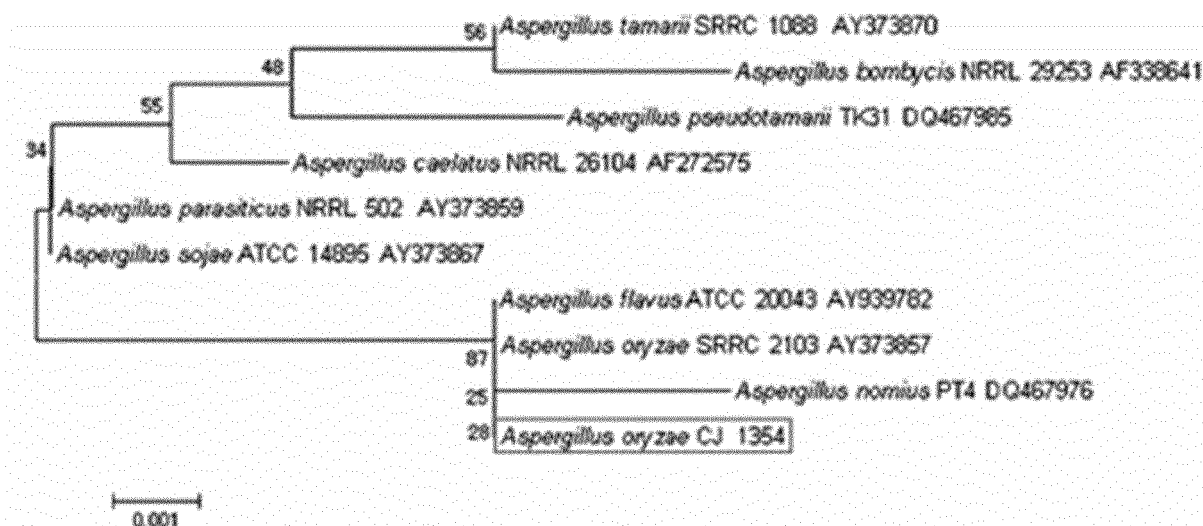 56 Aspergillus tamarii SRRC 1088 AY373870
48 Aspergillus bombycis NRRL 29253 AF338641
55 Aspergillus pseudotamarii TK31 DQ467985
34 Aspergillus caelatus NRRL 26104 AF272575
Aspergillus parasiticus NRRL 502 AY373859
Aspergillus sojae ATCC 14895 AY373867
Aspergillus flavus ATCC 20043 AY939782
87 Aspergillus oryzae SRRC 2103 AY373857
25 Aspergillus nomius PT4 DQ467976
28 Aspergillus oryzae CJ 1354
0.001